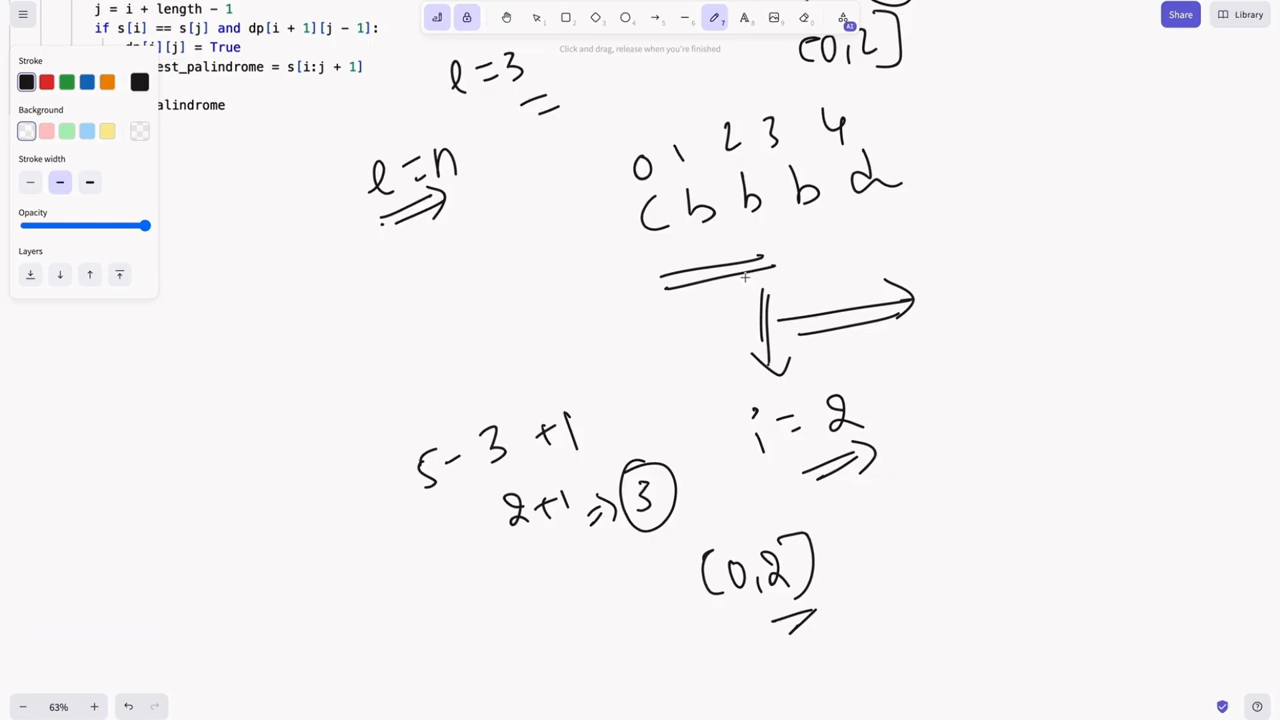 j = i + length - 1
if s[i] == s[j] and dp[i + 1][j - 1]:
dp[i][j] = True
est_palindrome = s[i:j + 1]
alindrome
Share
Library
Click and drag, release when you're finished
Stroke
Background
Stroke width
Opacity
Layers
(0,2]
l=3
l=n
0 1 2 3 4
C b b b d
i = 2
5 - 3 +1
2+1 => 3
(0,2]
63%